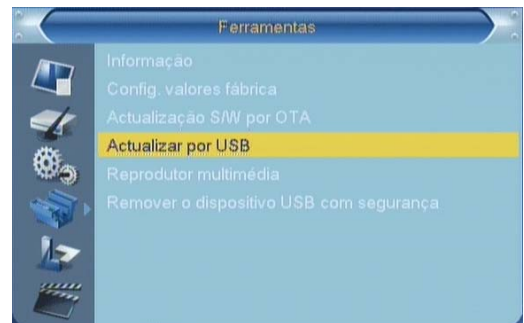 Ferramentas
Informação
Config. valores fábrica
Actualização S/W por OTA
Actualizar por USB
Reprodutor multimédia
Remover o dispositivo USB com segurança